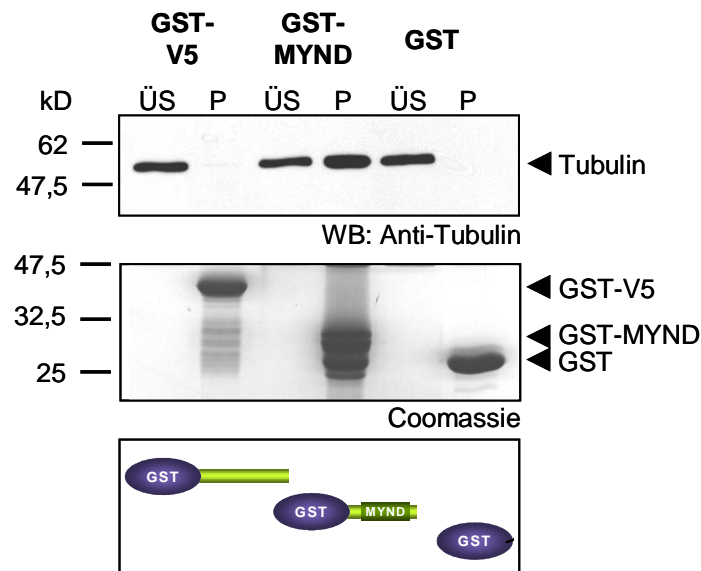 GST-V5 GST-MYND GST
kD ÜS P ÜS P ÜS P
62
Tubulin
47,5
WB: Anti-Tubulin
47,5
GST-V5
32,5
GST-MYND
GST
25
Coomassie
GST
GST MYND
GST